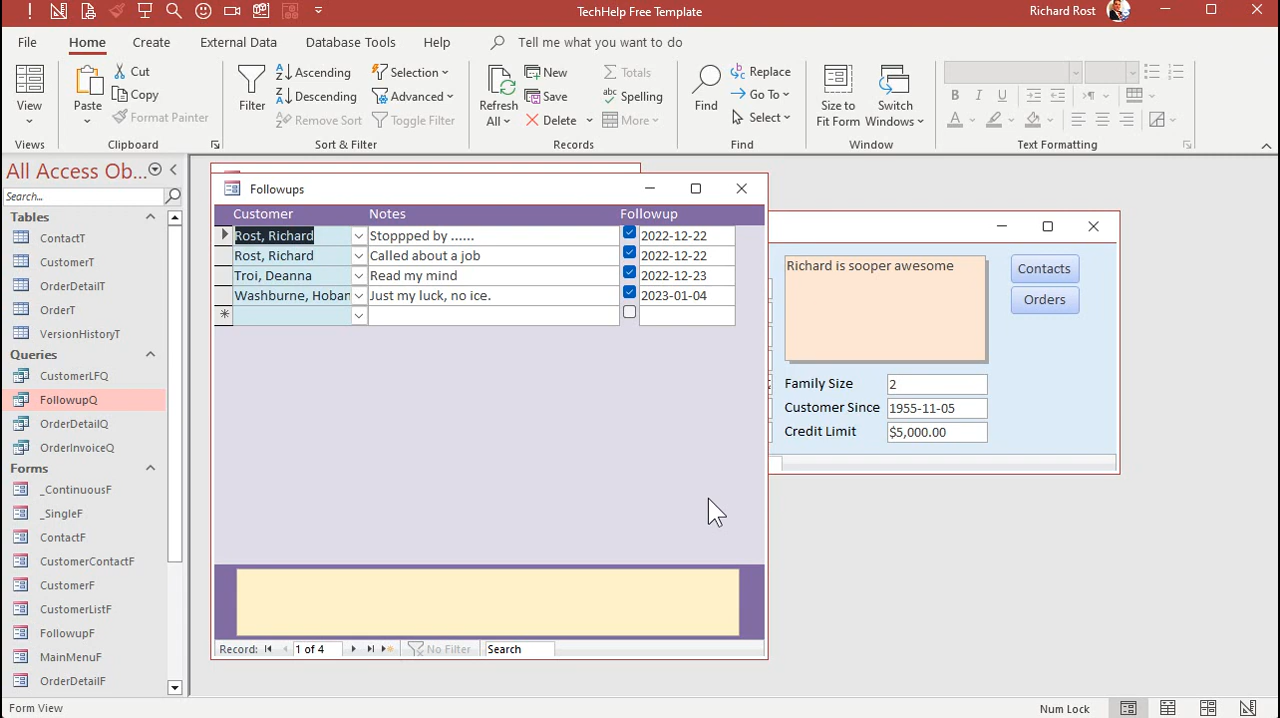 TechHelp Free Template
Richard Rost
File Home Create External Data Database Tools Help Tell me what you want to do
View
Views
Paste
Cut
Copy
Format Painter
Clipboard
Filter
Ascending
Descending
Remove Sort
Selection
Advanc
Toggle Filter
Sort & Filter
Refresh
All
New
Save
Delete
Totals
Spelling
More
Records
Find
Replace
Go To
Select
Find
Size to
Fit Form
Switch
Windows
Window
B I U
A
Text Formatting
All Access Ob...
Search...
Tables
ContactT
CustomerT
OrderDetailT
OrderT
VersionHistoryT
Queries
CustomerLFQ
FollowupQ
OrderDetailQ
OrderInvoiceQ
Forms
_ContinuousF
_SingleF
ContactF
CustomerContactF
CustomerF
CustomerListF
FollowupF
MainMenuF
OrderDetailF
Followups
Customer Notes Followup
Rost, Richard Stoppped by ...... 2022-12-22
Rost, Richard Called about a job 2022-12-22
Troi, Deanna Read my mind 2022-12-23
Washburne, Hoban Just my luck, no ice. 2023-01-04
Record: 1 of 4 No Filter Search
Richard is sooper awesome
Contacts
Orders
Family Size 2
Customer Since 1955-11-05
Credit Limit $5,000.00
Form View
Num Lock